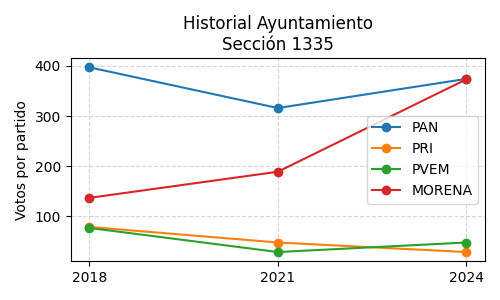 Historial Ayuntamiento
Sección 1335
Votos por partido
400
300
200
100
2018
2021
2024
PAN
PRI
PVEM
MORENA